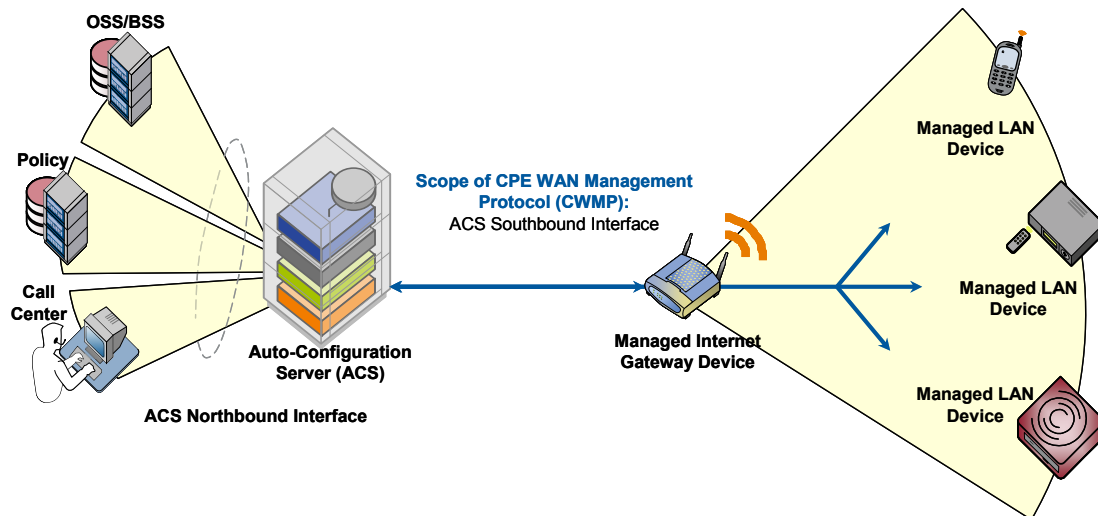 OSS/BSS
Policy
Call
Center
ACS Northbound Interface
Auto-Configuration
Server (ACS)
Scope of CPE WAN Management
Protocol (CWMP):
ACS Southbound Interface
Managed Internet
Gateway Device
Managed LAN
Device
Managed LAN
Device
Managed LAN
Device